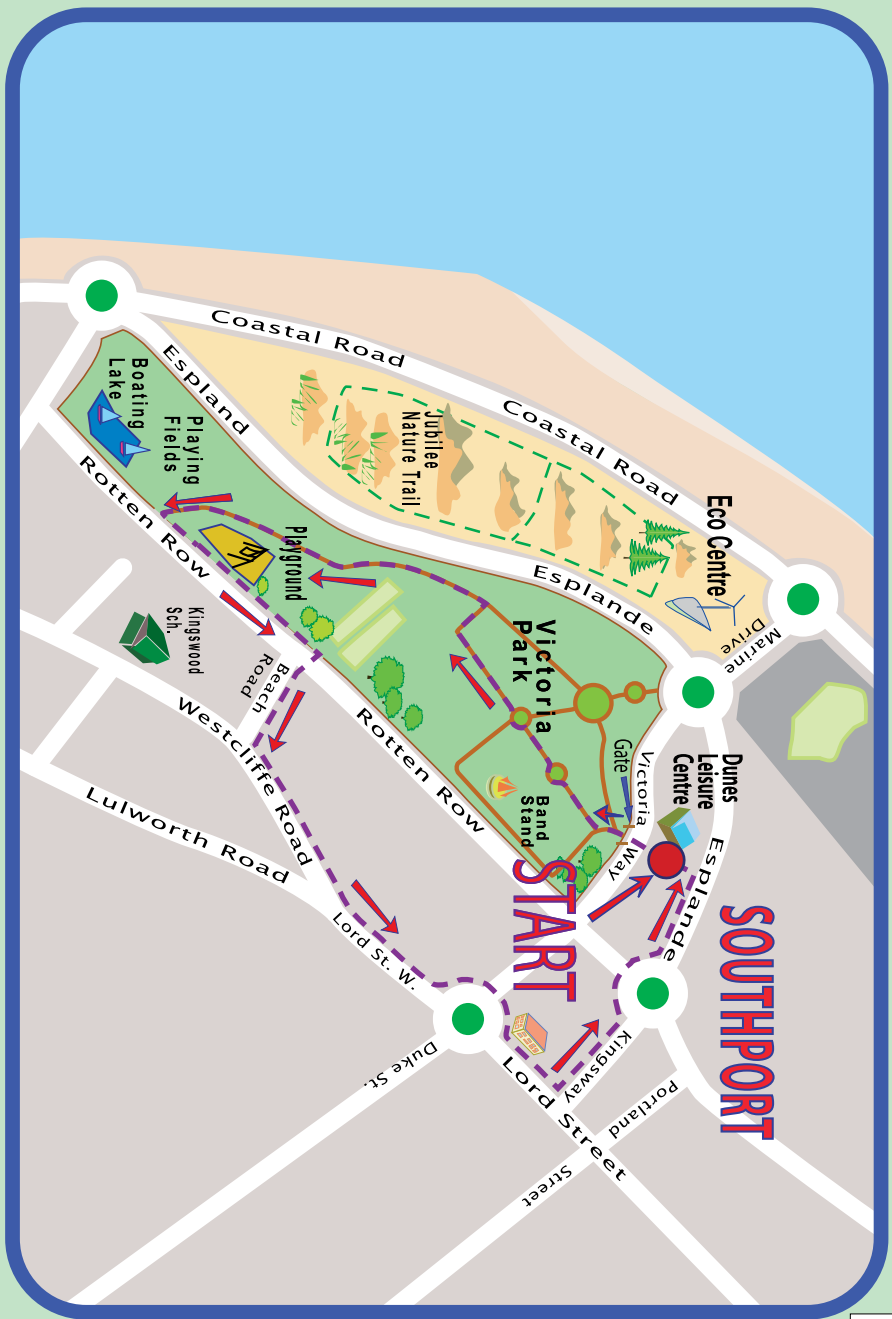 SOUTHPORT
START
Coastal Road
Coastal Road
Espland
Boating
Lake
Playing
Fields
Rotten Row
Jubilee
Nature Trail
Eco Centre
Marine
Drive
Esplande
Playground
Victoria
Park
Kingswood
Sch.
Beach
Road
Rotten Row
Gate
Victoria
Way
Dunes
Leisure
Centre
Band
Stand
Esplande
Westcliffe Road
Lulworth Road
Lord St. W.
Duke St.
Lord Street
Kingsway
Portland
Street